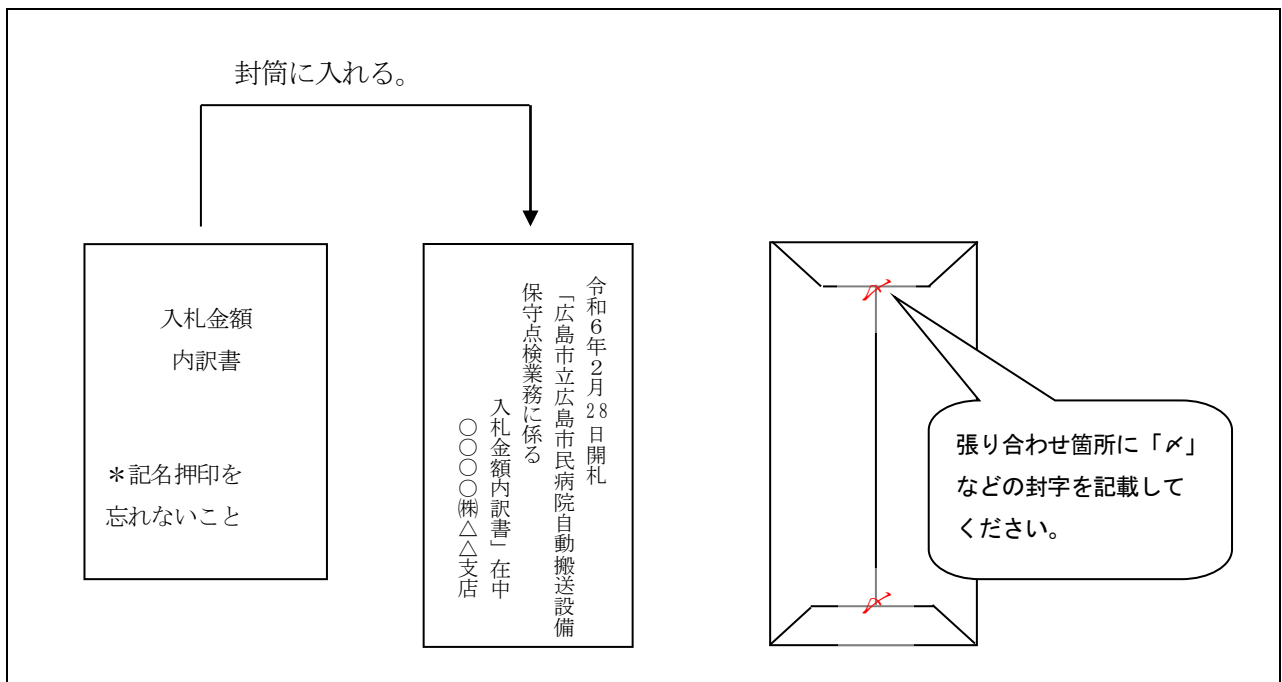 封筒に入れる。
入札金額
内訳書
＊記名押印を
忘れないこと
令和６年２月28日開札
「広島市立広島市民病院自動搬送設備
保守点検業務に係る
入札金額内訳書」在中
○○○○㈱△△支店
〆
張り合わせ箇所に「〆」
などの封字を記載して
ください。
〆